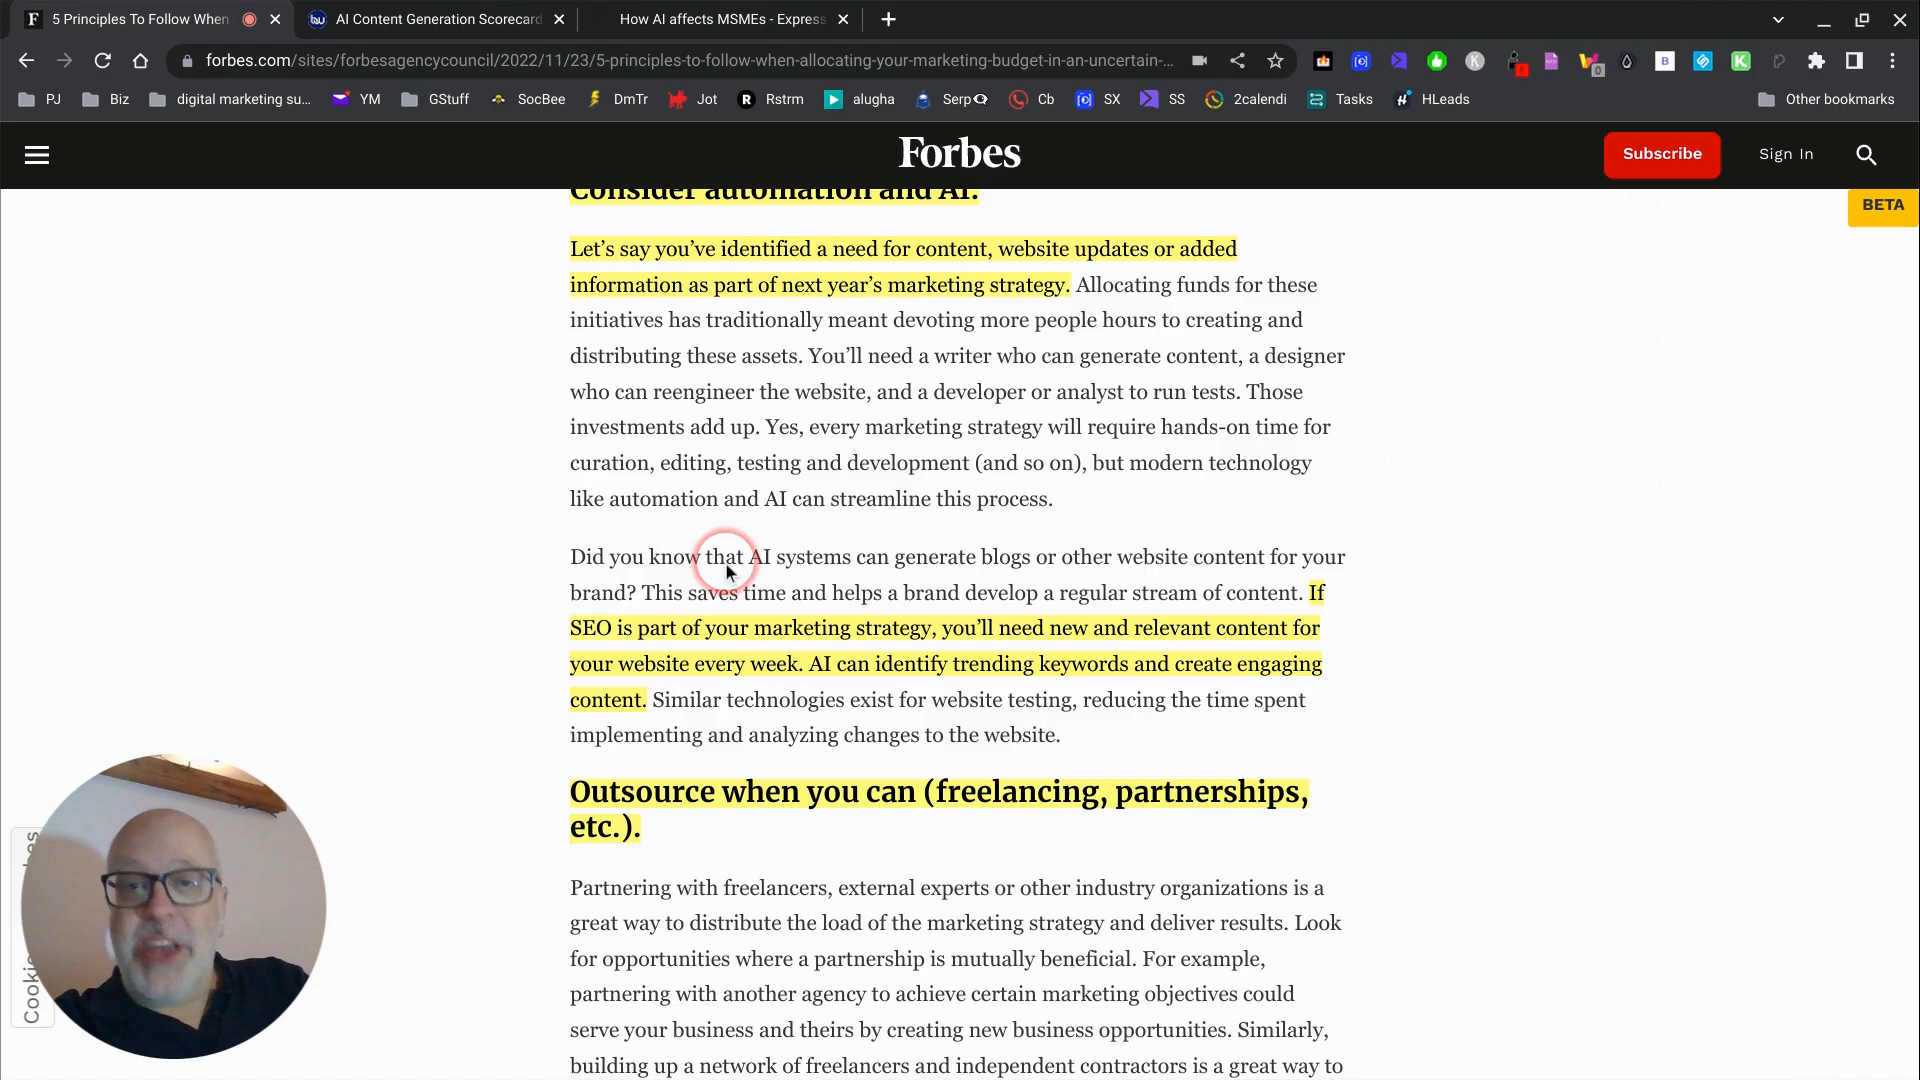 5 Principles To Follow When
AI Content Generation Scorecard
How AI affects MSMEs - Express
forbes.com/sites/forbesagencycouncil/2022/11/23/5-principles-to-follow-when-allocating-your-marketing-budget-in-an-uncertain-...
PJ
Biz
digital marketing su...
YM
GStuff
SocBee
DmTr
Jot
Rstrm
alugha
Serp
Cb
SX
SS
2calendi
Tasks
HLeads
Other bookmarks
Forbes
Subscribe
Sign In
BETA
Consider automation and AI.
Let’s say you’ve identified a need for content, website updates or added
information as part of next year’s marketing strategy. Allocating funds for these
initiatives has traditionally meant devoting more people hours to creating and
distributing these assets. You’ll need a writer who can generate content, a designer
who can reengineer the website, and a developer or analyst to run tests. Those
investments add up. Yes, every marketing strategy will require hands-on time for
curation, editing, testing and development (and so on), but modern technology
like automation and AI can streamline this process.
Did you know that AI systems can generate blogs or other website content for your
brand? This saves time and helps a brand develop a regular stream of content. If
SEO is part of your marketing strategy, you’ll need new and relevant content for
your website every week. AI can identify trending keywords and create engaging
content. Similar technologies exist for website testing, reducing the time spent
implementing and analyzing changes to the website.
Outsource when you can (freelancing, partnerships,
etc.).
Partnering with freelancers, external experts or other industry organizations is a
great way to distribute the load of the marketing strategy and deliver results. Look
for opportunities where a partnership is mutually beneficial. For example,
partnering with another agency to achieve certain marketing objectives could
serve your business and theirs by creating new business opportunities. Similarly,
building up a network of freelancers and independent contractors is a great way to